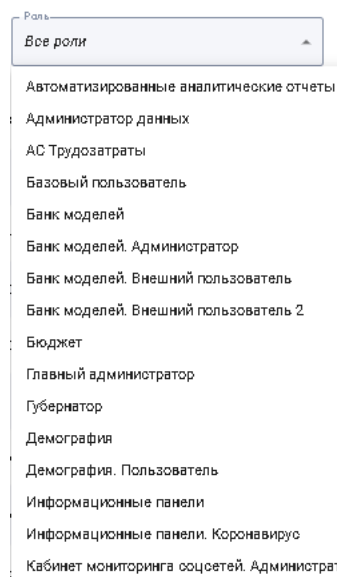 Роль
Все роли
Автоматизированные аналитические отчеты
Администратор данных
АС Трудозатраты
Базовый пользователь
Банк моделей
Банк моделей. Администратор
Банк моделей. Внешний пользователь
Банк моделей. Внешний пользователь 2
Бюджет
Главный администратор
Губернатор
Демография
Демография. Пользователь
Информационные панели
Информационные панели. Коронавирус
Кабинет мониторинга соцсетей. Администрат